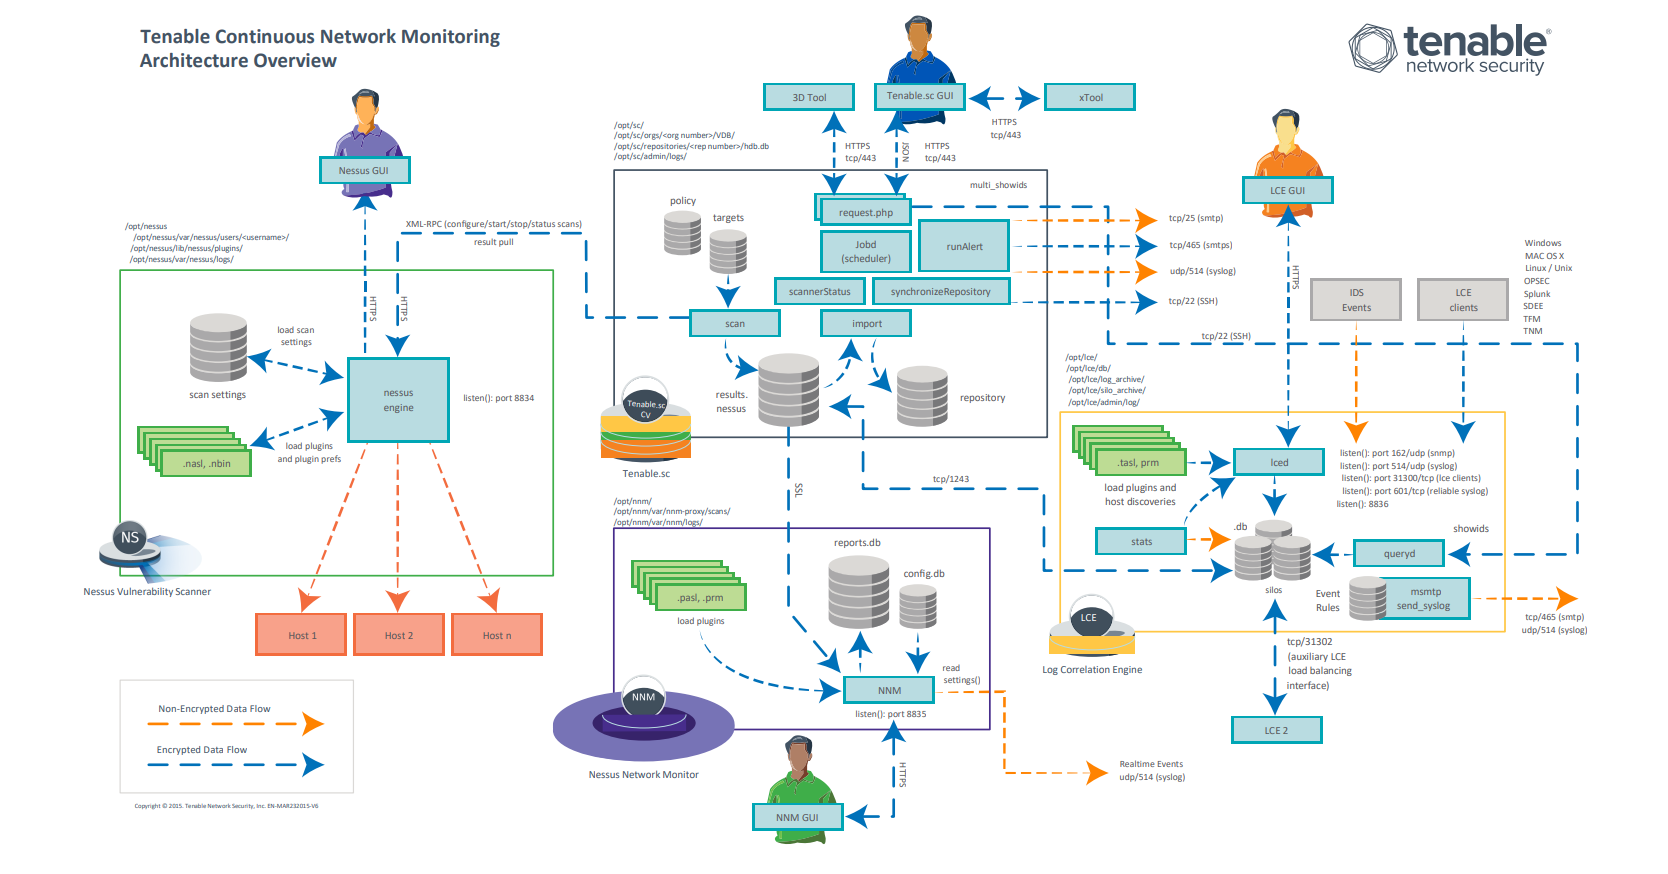 Tenable Continuous Network Monitoring
Architecture Overview
tenable®
network security
Nessus GUI
/opt/nessus
/opt/nessus/var/nessus/users/<username>/
/opt/nessus/lib/nessus/plugins/
/opt/nessus/var/nessus/logs/
XML-RPC (configure/start/stop/status scans)
result pull
HTTPS
HTTPS
load scan
settings
scan settings
nessus
engine
listen(): port 8834
load plugins
and plugin prefs
.nasl, .nbin
NS
Nessus Vulnerability Scanner
Host 1
Host 2
Host n
Non-Encrypted Data Flow
Encrypted Data Flow
Copyright © 2015. Tenable Network Security, Inc. EN-MAR232015-V6
3D Tool
Tenable.sc GUI
xTool
HTTPS
tcp/443
/opt/sc/
/opt/sc/orgs/<org number>/VDB/
/opt/sc/repositories/<rep number>/hdb.db
/opt/sc/admin/logs/
HTTPS
tcp/443
JSON
HTTPS
tcp/443
multi_showids
policy
targets
request.php
Jobd
(scheduler)
runAlert
scannerStatus
synchronizeRepository
scan
import
results.
nessus
repository
Tenable.sc
CV
Tenable.sc
tcp/25 (smtp)
tcp/465 (smtps)
udp/514 (syslog)
tcp/22 (SSH)
tcp/22 (SSH)
tcp/1243
SSL
/opt/nnm/
/opt/nnm/var/nnm-proxy/scans/
/opt/nnm/var/nnm/logs/
reports.db
config.db
.pasl, .prm
load plugins
NNM
read
settings()
listen(): port 8835
NNM
Nessus Network Monitor
HTTPS
NNM GUI
Realtime Events
udp/514 (syslog)
LCE GUI
HTTPS
IDS
Events
LCE
clients
Windows
MAC OS X
Linux / Unix
OPSEC
Splunk
SDEE
TFM
TNM
/opt/lce/
/opt/lce/db/
/opt/lce/log_archive/
/opt/lce/silo_archive/
/opt/lce/admin/log/
.tasl, prm
load plugins and
host discoveries
lced
listen(): port 162/udp (snmp)
listen(): port 514/udp (syslog)
listen(): port 31300/tcp (lce clients)
listen(): port 601/tcp (reliable syslog)
listen(): 8836
stats
.db
silos
showids
queryd
Event
Rules
msmtp
send_syslog
tcp/465 (smtp)
udp/514 (syslog)
LCE
Log Correlation Engine
tcp/31302
(auxiliary LCE
load balancing
interface)
LCE 2